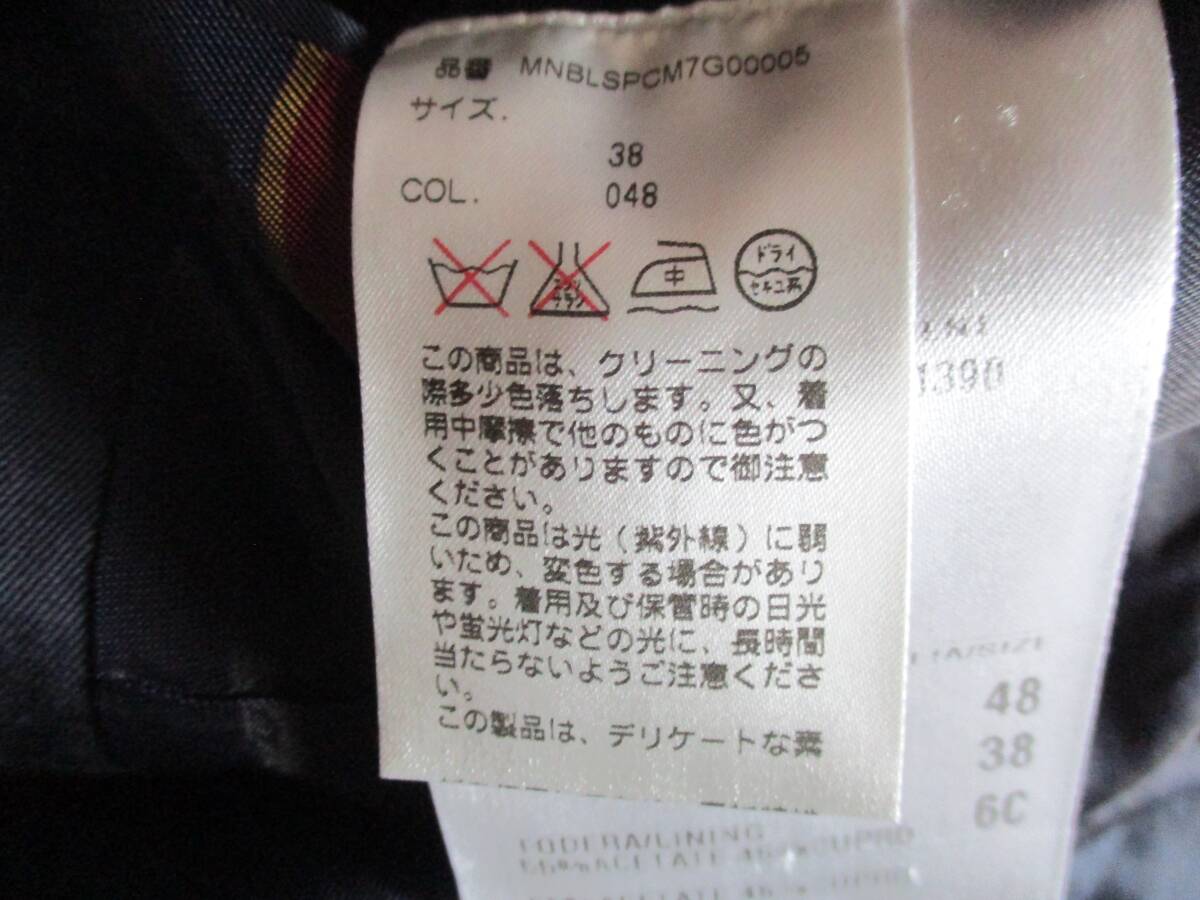 品番 MNBLSPCM7G00005
サイズ.
38
COL. 048
エンソ
サラシ
中
ドライ
セキユ系
この商品は、クリーニングの
際多少色落ちします。又、着
用中摩擦で他のものに色がつ
くことがありますので御注意
ください。
この商品は光(紫外線)に弱
いため、変色する場合があり
ます。着用及び保管時の日光
や蛍光灯などの光に、長時間
当たらないようご注意くださ
い。
この製品は、デリケートな素
1390
48
38
6C
FODERA/LINING